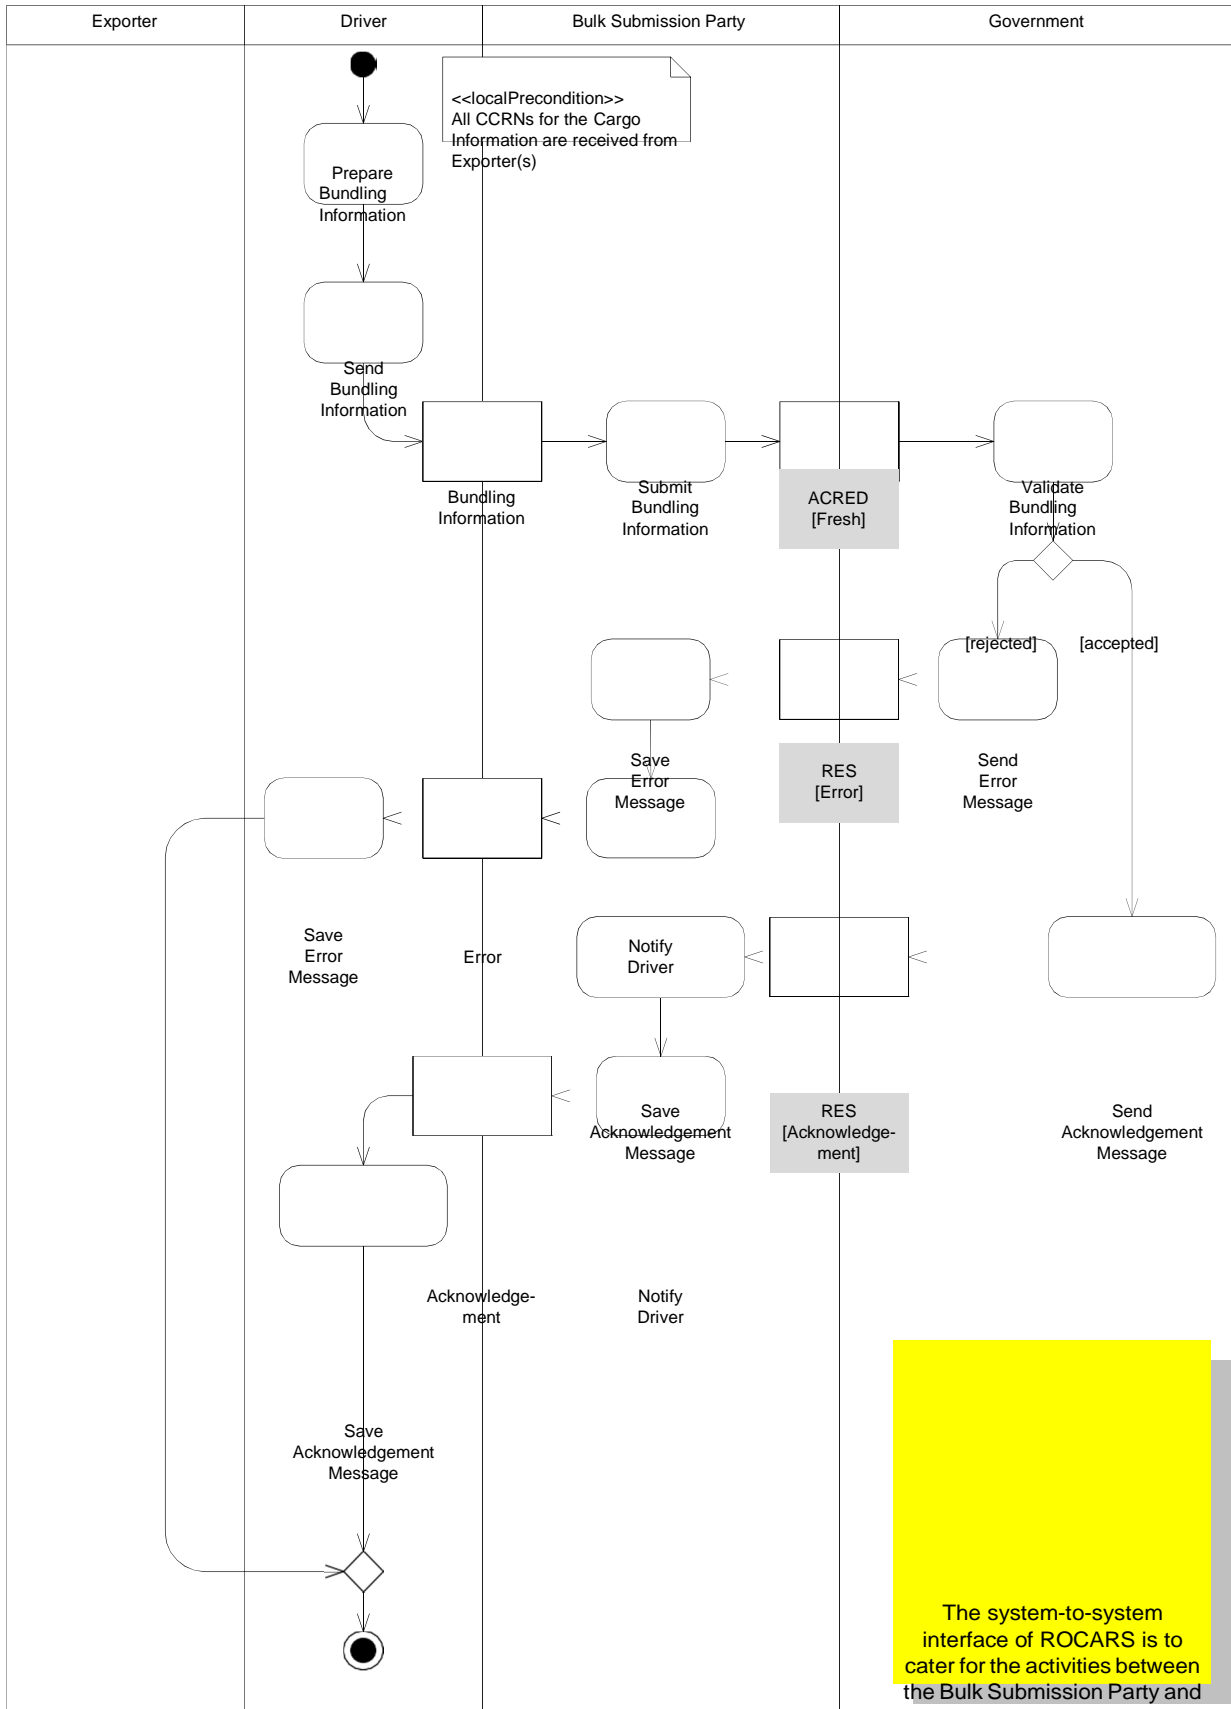 Exporter
Driver
Bulk Submission Party
Government
<<localPrecondition>>
All CCRNs for the Cargo
Information are received from
Exporter(s)
Prepare
Bundling
Information
Send
Bundling
Information
Bundling
Information
Submit
Bundling
Information
ACRED
[Fresh]
Validate
Bundling
Information
[rejected]
[accepted]
Save
Error
Message
RES
[Error]
Send
Error
Message
Save
Error
Message
Error
Notify
Driver
Save
Acknowledgement
Message
RES
[Acknowledge-
ment]
Send
Acknowledgement
Message
Acknowledge-
ment
Notify
Driver
Save
Acknowledgement
Message
The system-to-system
interface of ROCARS is to
cater for the activities between
the Bulk Submission Party and